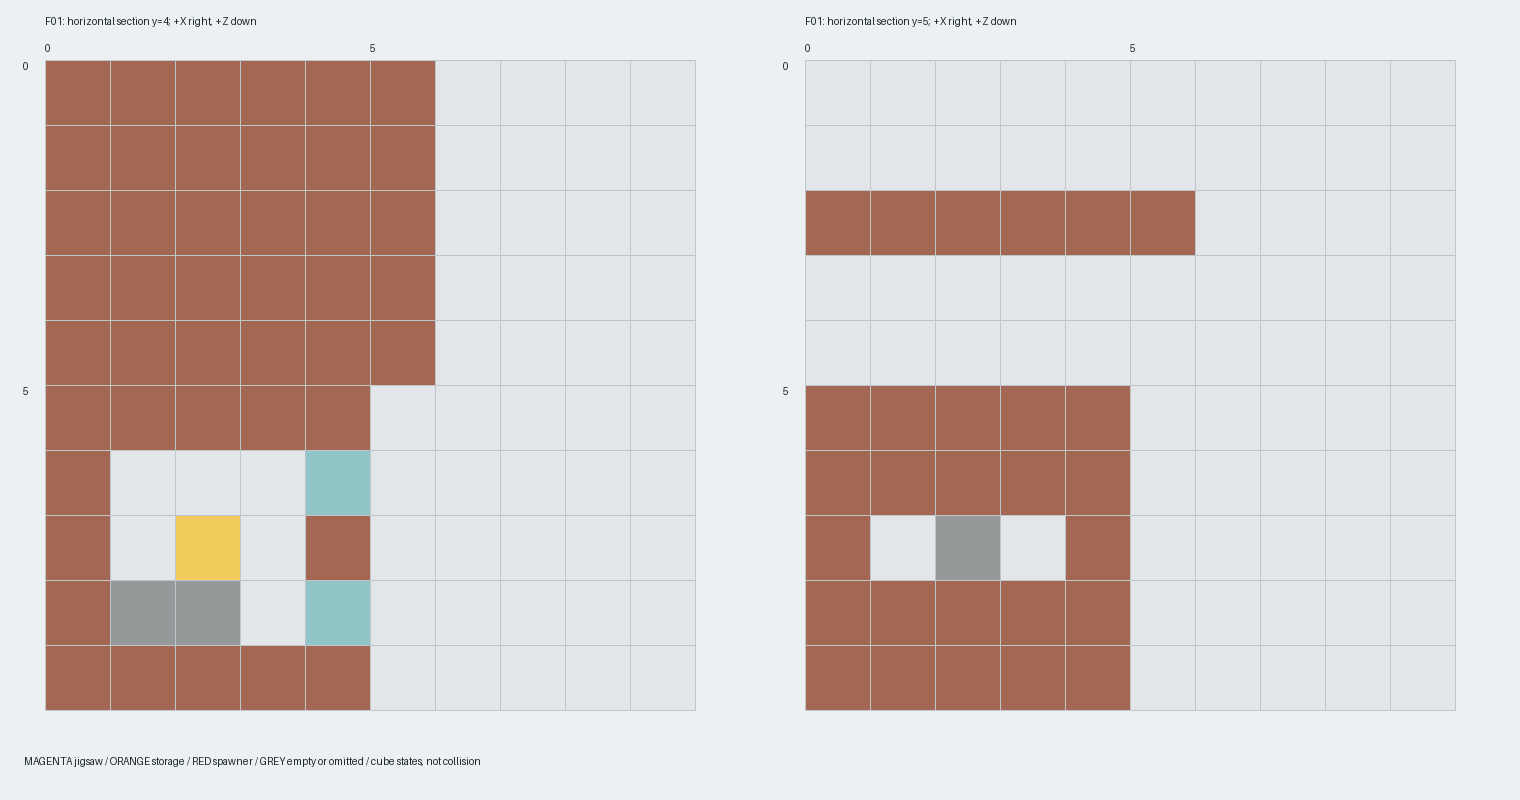 F01: horizontal section y=4; +X right, +Z down
0 5
0
5
F01: horizontal section y=5; +X right, +Z down
0 5
0
5
MAGENTA jigsaw / ORANGE storage / RED spawner / GREY empty or omitted / cube states, not collision